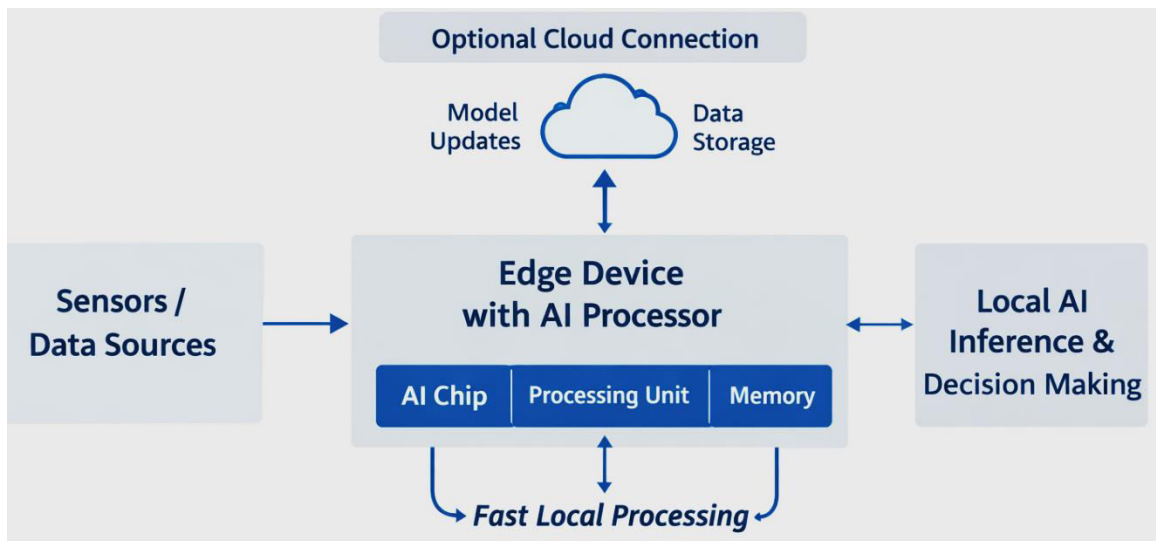 Optional Cloud Connection
Model
Updates
Data
Storage
Sensors /
Data Sources
Edge Device
with AI Processor
AI Chip
Processing Unit
Memory
Local AI
Inference &
Decision Making
Fast Local Processing